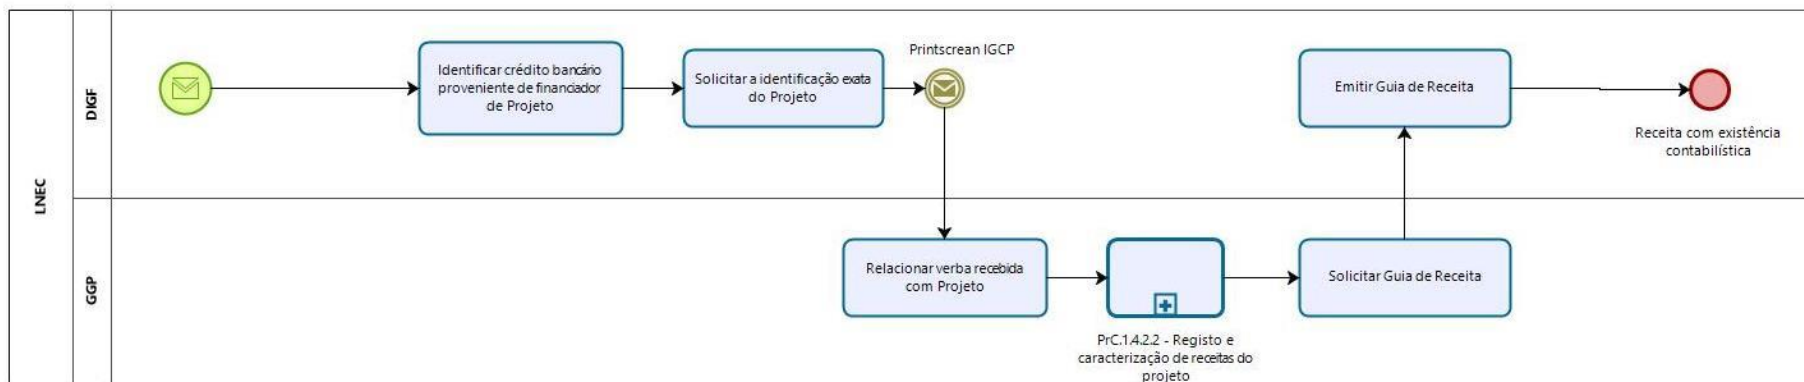 LNEC
DIGF
Identificar crédito bancário
proveniente de financiador
de Projeto
Solicitar a identificação exata
do Projeto
Printscrean IGCP
Emitir Guia de Receita
Receita com existência
contabilística
GGP
Relacionar verba recebida
com Projeto
PrC.1.4.2.2 - Registo e
caracterização de receitas do
projeto
Solicitar Guia de Receita